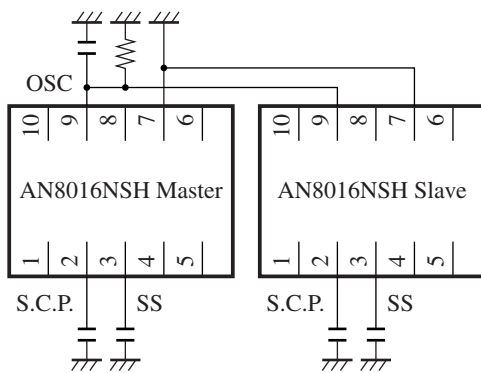 OSC
10 9 8 7 6
10 9 8 7 6
AN8016NSH Master
AN8016NSH Slave
1 2 3 4 5
1 2 3 4 5
S.C.P.
SS
S.C.P.
SS